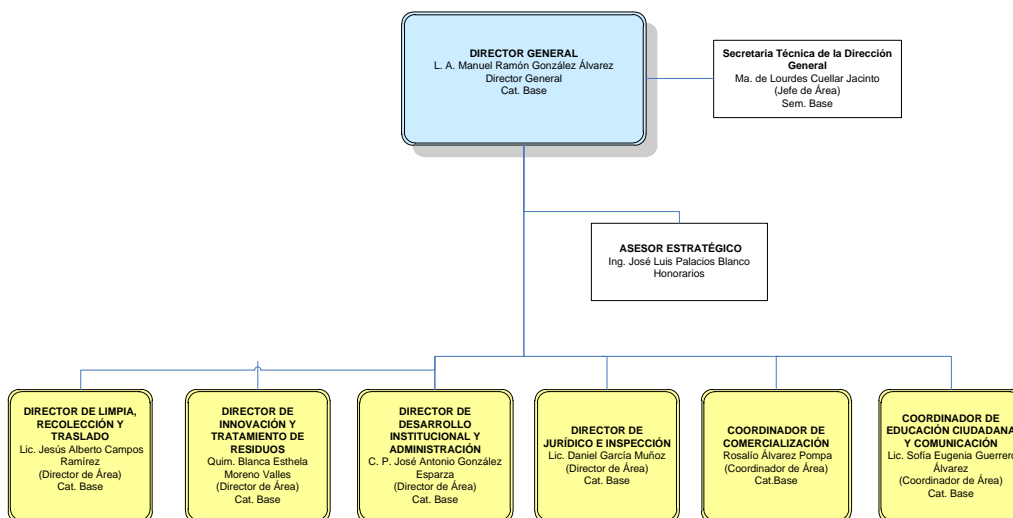 DIRECTOR GENERAL
L. A. Manuel Ramón González Álvarez
Director General
Cat. Base
Secretaria Técnica de la Dirección
General
Ma. de Lourdes Cuellar Jacinto
(Jefe de Área)
Sem. Base
ASESOR ESTRATÉGICO
Ing. José Luis Palacios Blanco
Honorarios
DIRECTOR DE LIMPIA,
RECOLECCIÓN Y
TRASLADO
Lic. Jesús Alberto Campos
Ramírez
(Director de Área)
Cat. Base
DIRECTOR DE
INNOVACIÓN Y
TRATAMIENTO DE
RESIDUOS
Quim. Blanca Esthela
Moreno Valles
(Director de Área)
Cat. Base
DIRECTOR DE
DESARROLLO
INSTITUCIONAL Y
ADMINISTRACIÓN
C. P. José Antonio González
Esparza
(Director de Área)
Cat. Base
DIRECTOR DE
JURÍDICO E INSPECCIÓN
Lic. Daniel García Muñoz
(Director de Área)
Cat. Base
COORDINADOR DE
COMERCIALIZACIÓN
Rosalío Álvarez Pompa
(Coordinador de Área)
Cat.Base
COORDINADOR DE
EDUCACIÓN CIUDADANA
Y COMUNICACIÓN
Lic. Sofía Eugenia Guerrero
Álvarez
(Coordinador de Área)
Cat. Base